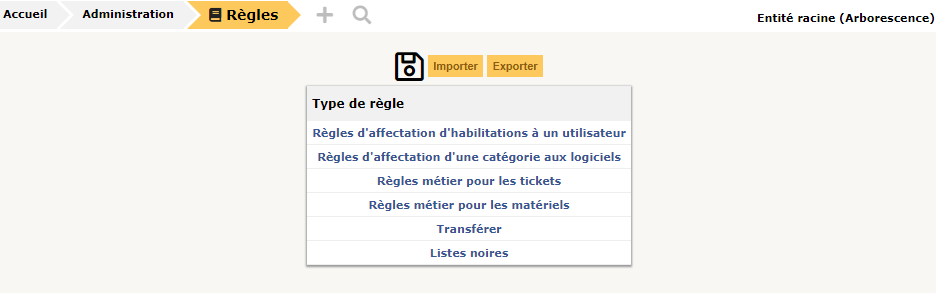 Accueil Administration Règles Entité racine (Arborescence)
Importer Exporter
Type de règle
Règles d'affectation d'habilitations à un utilisateur
Règles d'affectation d'une catégorie aux logiciels
Règles métier pour les tickets
Règles métier pour les matériels
Transférer
Listes noires